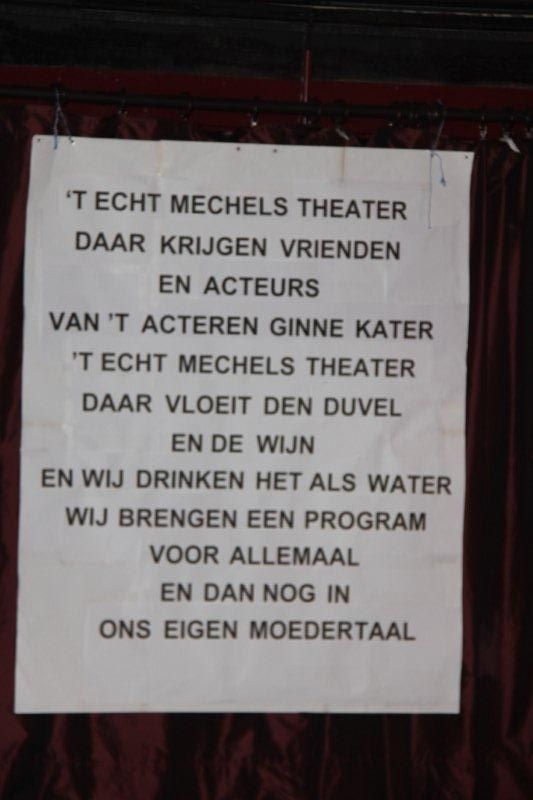 'T ECHT MECHELS THEATER
DAAR KRIJGEN VRIENDEN
EN ACTEURS
VAN 'T ACTEREN GINNE KATER
'T ECHT MECHELS THEATER
DAAR VLOEIT DEN DUVEL
EN DE WIJN
EN WIJ DRINKEN HET ALS WATER
WIJ BRENGEN EEN PROGRAM
VOOR ALLEMAAL
EN DAN NOG IN
ONS EIGEN MOEDERTAAL